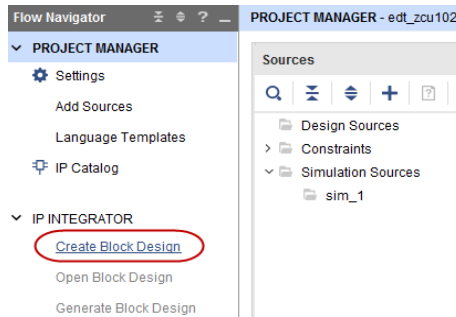 Flow Navigator
?
PROJECT MANAGER - edt_zcu102
PROJECT MANAGER
Settings
Add Sources
Language Templates
IP Catalog
IP INTEGRATOR
Create Block Design
Open Block Design
Generate Block Design
Sources
?
Design Sources
Constraints
Simulation Sources
sim_1